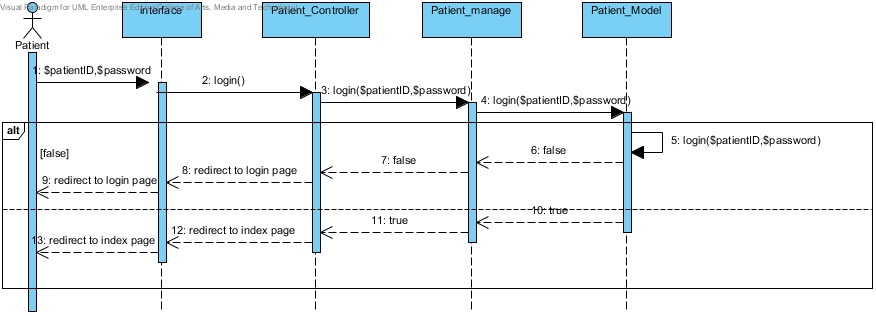 Visual Paradigm for UML Enterprise Edition of Arts, Media and Tech
interface
Patient_Controller
Patient_manage
Patient_Model
Patient
1: $patientID,$password
2: login()
3: login($patientID,$password)
4: login($patientID,$password)
alt
5: login($patientID,$password)
[false]
6: false
7: false
8: redirect to login page
9: redirect to login page
10: true
11: true
12: redirect to index page
13: redirect to index page